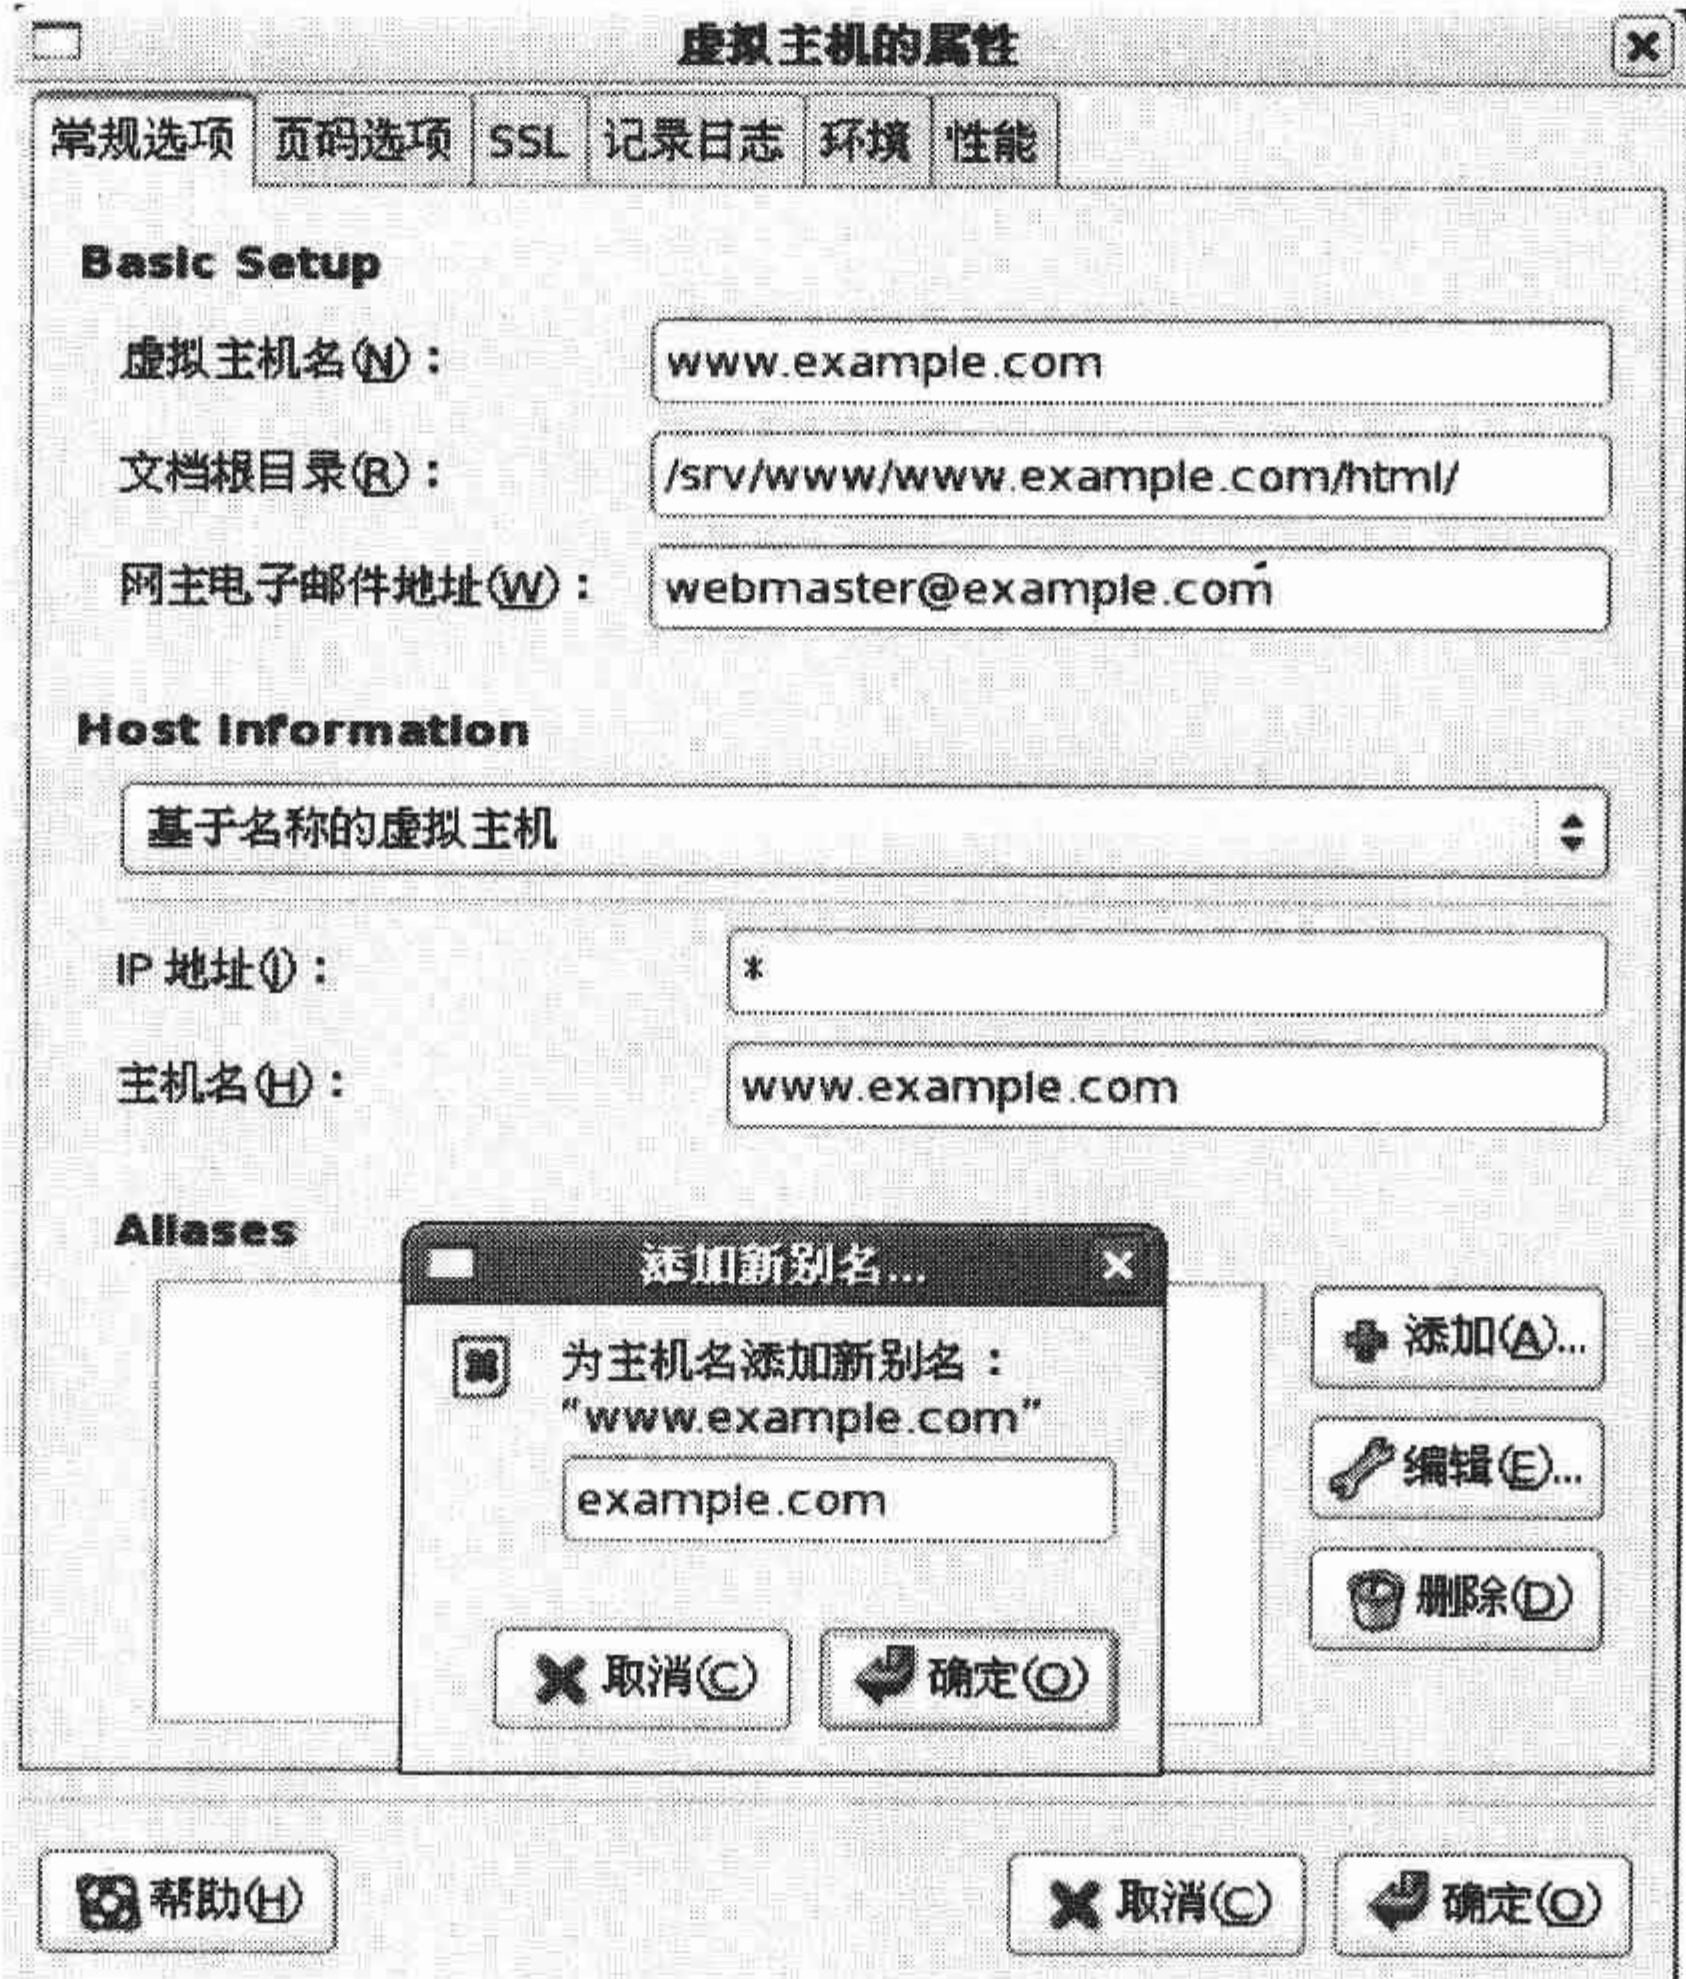 虚拟主机的属性
常规选项 页码选项 SSL 记录日志 环境 性能
Basic Setup
虚拟主机名(N)： www.example.com
文档根目录(R)： /srv/www/www.example.com/html/
网主电子邮件地址(W)： webmaster@example.com
Host Information
基于名称的虚拟主机
IP 地址(I)： *
主机名(H)： www.example.com
Aliases
添加新别名...
为主机名添加新别名：
"www.example.com"
example.com
取消(C) 确定(O)
添加(A)...
编辑(E)...
删除(D)
帮助(H) 取消(C) 确定(O)